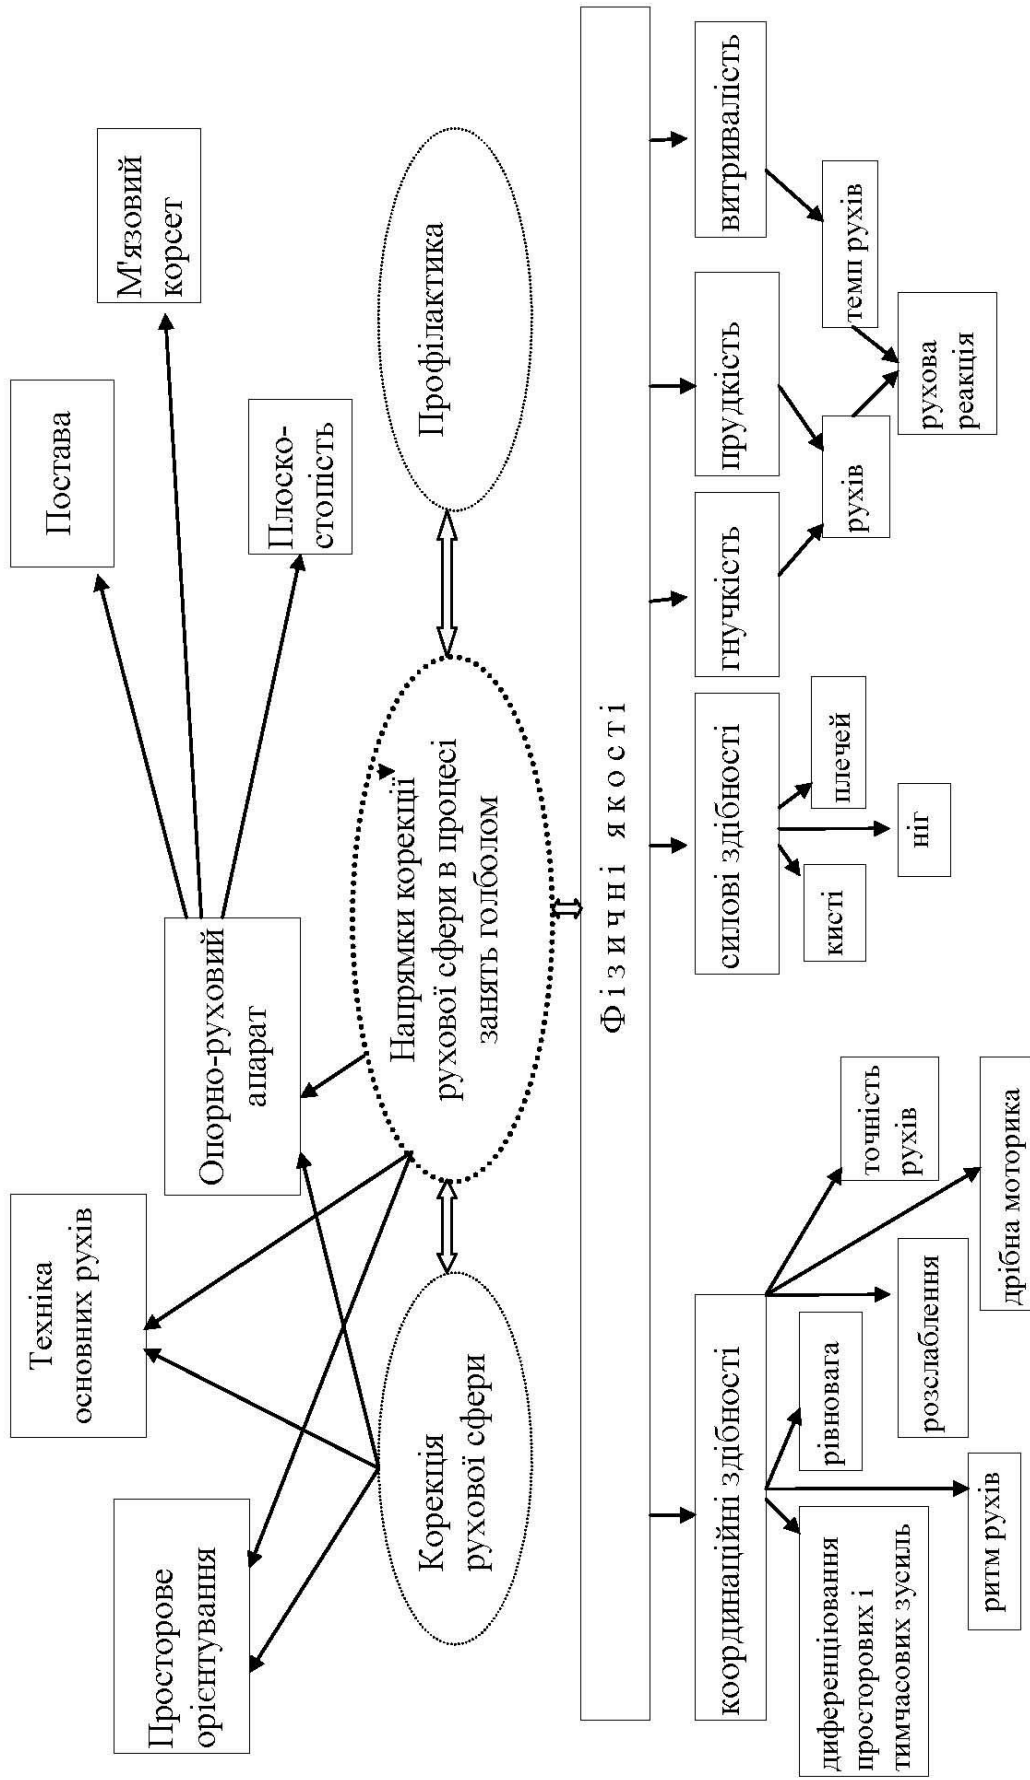 Просторове
орієнтування
Техніка
основних рухів
Постава
М'язовий
корсет
Опорно-руховий
апарат
Плоско-
стопість
Корекція
рухової сфери
Напрямки корекції
рухової сфери в процесі
занять голболом
Профілактика
Фізичні якості
координаційні здібності
силові здібності
гнучкість
прудкість
витривалість
диференціювання
просторових і
тимчасових зусиль
рівновага
точність
рухів
кисті
плечей
рухів
темп рухів
розслаблення
ніг
рухова
реакція
ритм рухів
дрібна моторика